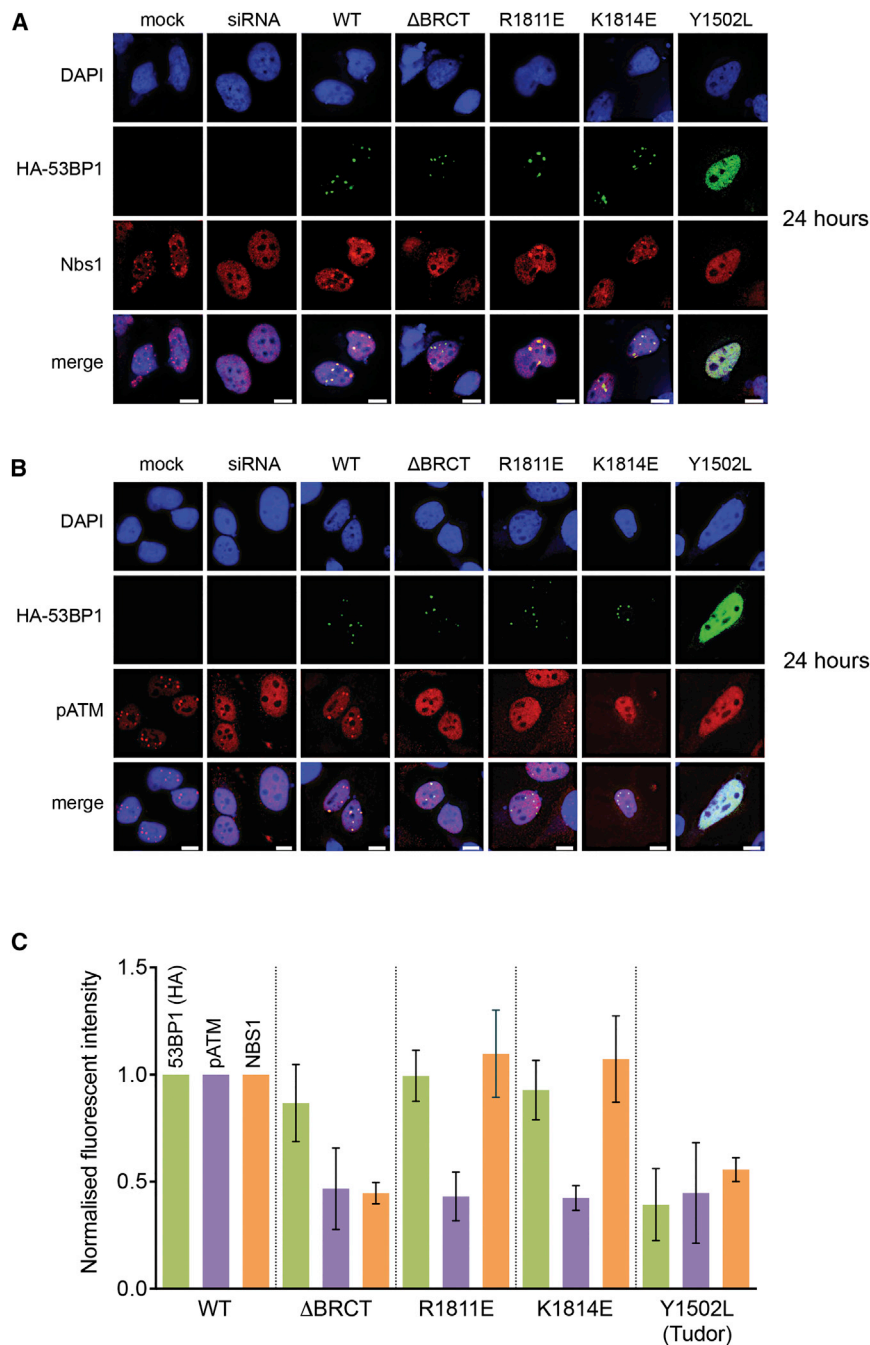 A
mock siRNA WT ΔBRCT R1811E K1814E Y1502L
DAPI
HA-53BP1
24 hours
Nbs1
merge
B
mock siRNA WT ΔBRCT R1811E K1814E Y1502L
DAPI
HA-53BP1
24 hours
pATM
merge
C
Normalised fluorescent intensity
1.5
1.0
0.5
0.0
53BP1 (HA)
pATM
NBS1
WT ΔBRCT R1811E K1814E Y1502L
(Tudor)